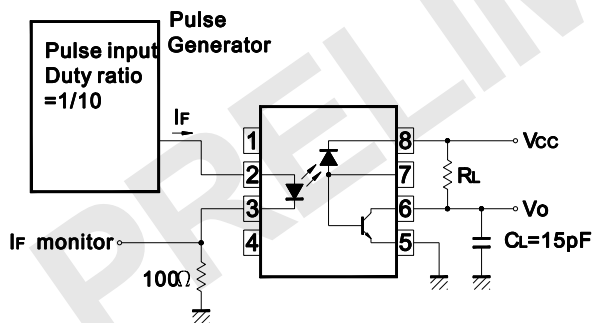 Pulse
Generator
Pulse input
Duty ratio
=1/10
IF
1
2
3
4
8
7
6
5
VCC
RL
VO
CL=15pF
IF monitor
100Ω
PRELIM